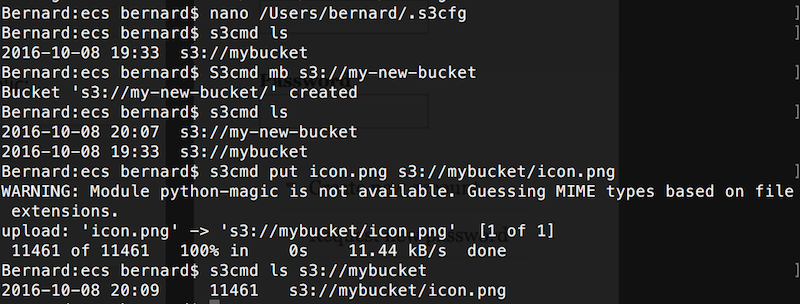 Bernard:ecs bernard$ nano /Users/bernard/.s3cfg ]
Bernard:ecs bernard$ s3cmd ls ]
2016-10-08 19:33  s3://mybucket
Bernard:ecs bernard$ S3cmd mb s3://my-new-bucket ]
Bucket 's3://my-new-bucket/' created
Bernard:ecs bernard$ s3cmd ls ]
2016-10-08 20:07  s3://my-new-bucket
2016-10-08 19:33  s3://mybucket
Bernard:ecs bernard$ s3cmd put icon.png s3://mybucket/icon.png ]
WARNING: Module python-magic is not available. Guessing MIME types based on file
 extensions.
upload: 'icon.png' -> 's3://mybucket/icon.png'  [1 of 1]
 11461 of 11461   100% in    0s    11.44 kB/s  done
Bernard:ecs bernard$ s3cmd ls s3://mybucket ]
2016-10-08 20:09     11461   s3://mybucket/icon.png